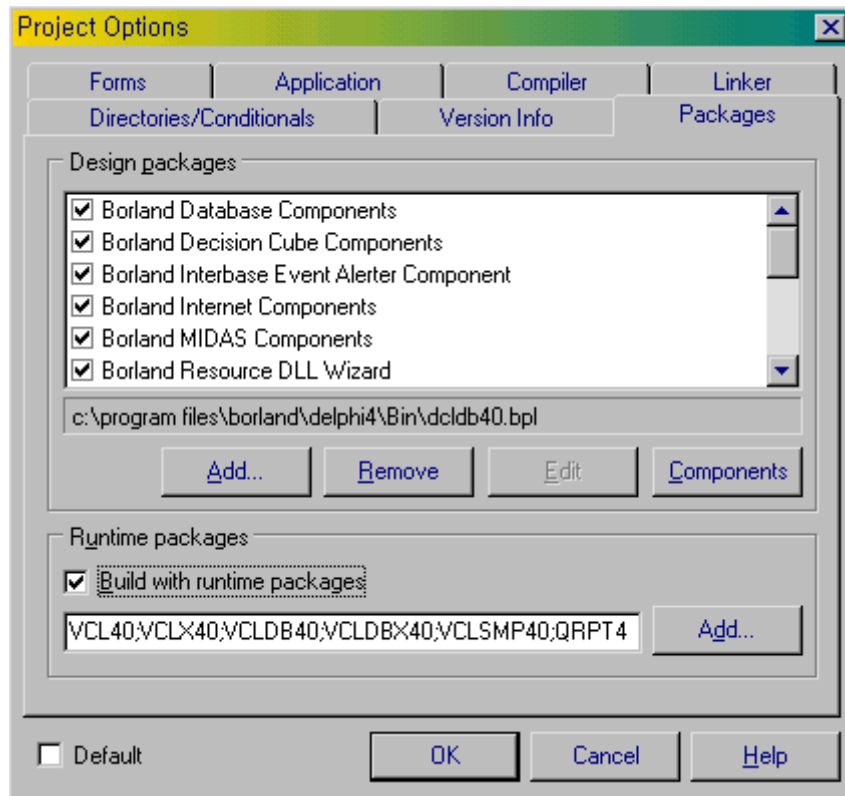 Project Options
Forms Application Compiler Linker
Directories/Conditionals Version Info Packages
Design packages
Borland Database Components
Borland Decision Cube Components
Borland Interbase Event Alerter Component
Borland Internet Components
Borland MIDAS Components
Borland Resource DLL Wizard
c:\program files\borland\delphi4\Bin\dcldb40.bpl
Add... Remove Edit Components
Runtime packages
Build with runtime packages
VCL40;VCLX40;VCLDB40;VCLDBX40;VCLSMP40;QRPT4 Add...
Default OK Cancel Help